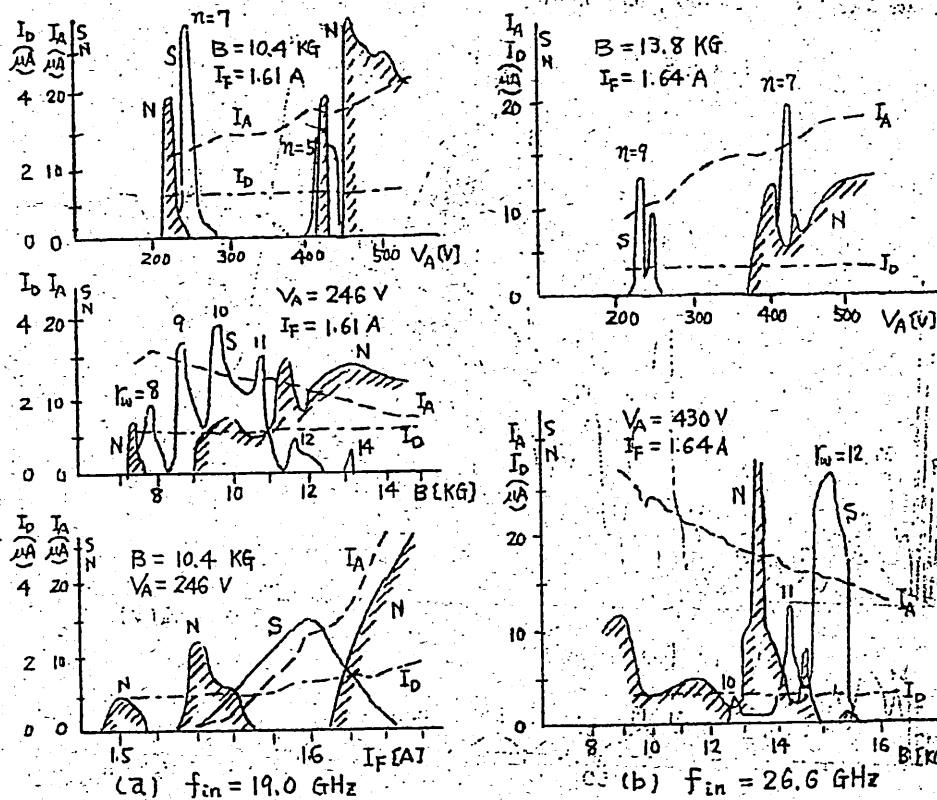 I_D I_A S
(μA) (μA) N
n=7
B = 10.4 KG
I_F = 1.61 A
4 20
2 10
0 0
N
S
I_A
n=5
I_D
N
200 300 400 500 V_A [V]
I_D I_A S
N
V_A = 246 V
I_F = 1.61 A
4 20
2 10
0 0
r_w = 8
9
10
S
11
N
I_A
I_D
N
12
14
8 10 12 14 B [KG]
I_D I_A S
(μA) (μA) N
B = 10.4 KG
V_A = 246 V
4 20
2 10
0 0
N
N
S
I_A
N
I_D
1.5 1.6 I_F [A]
(a) f_in = 19.0 GHz
I_A
I_D S
(μA) N
B = 13.8 KG
I_F = 1.64 A
20
10
0
n=7
n=9
I_A
S
N
I_D
200 300 400 500 V_A [V]
I_A S
I_D N
(μA)
V_A = 430 V
I_F = 1.64 A
r_w = 12
20
10
0
N
S
11
I_A
10
I_D
8 10 12 14 16 B [KG
(b) f_in = 26.6 GHz